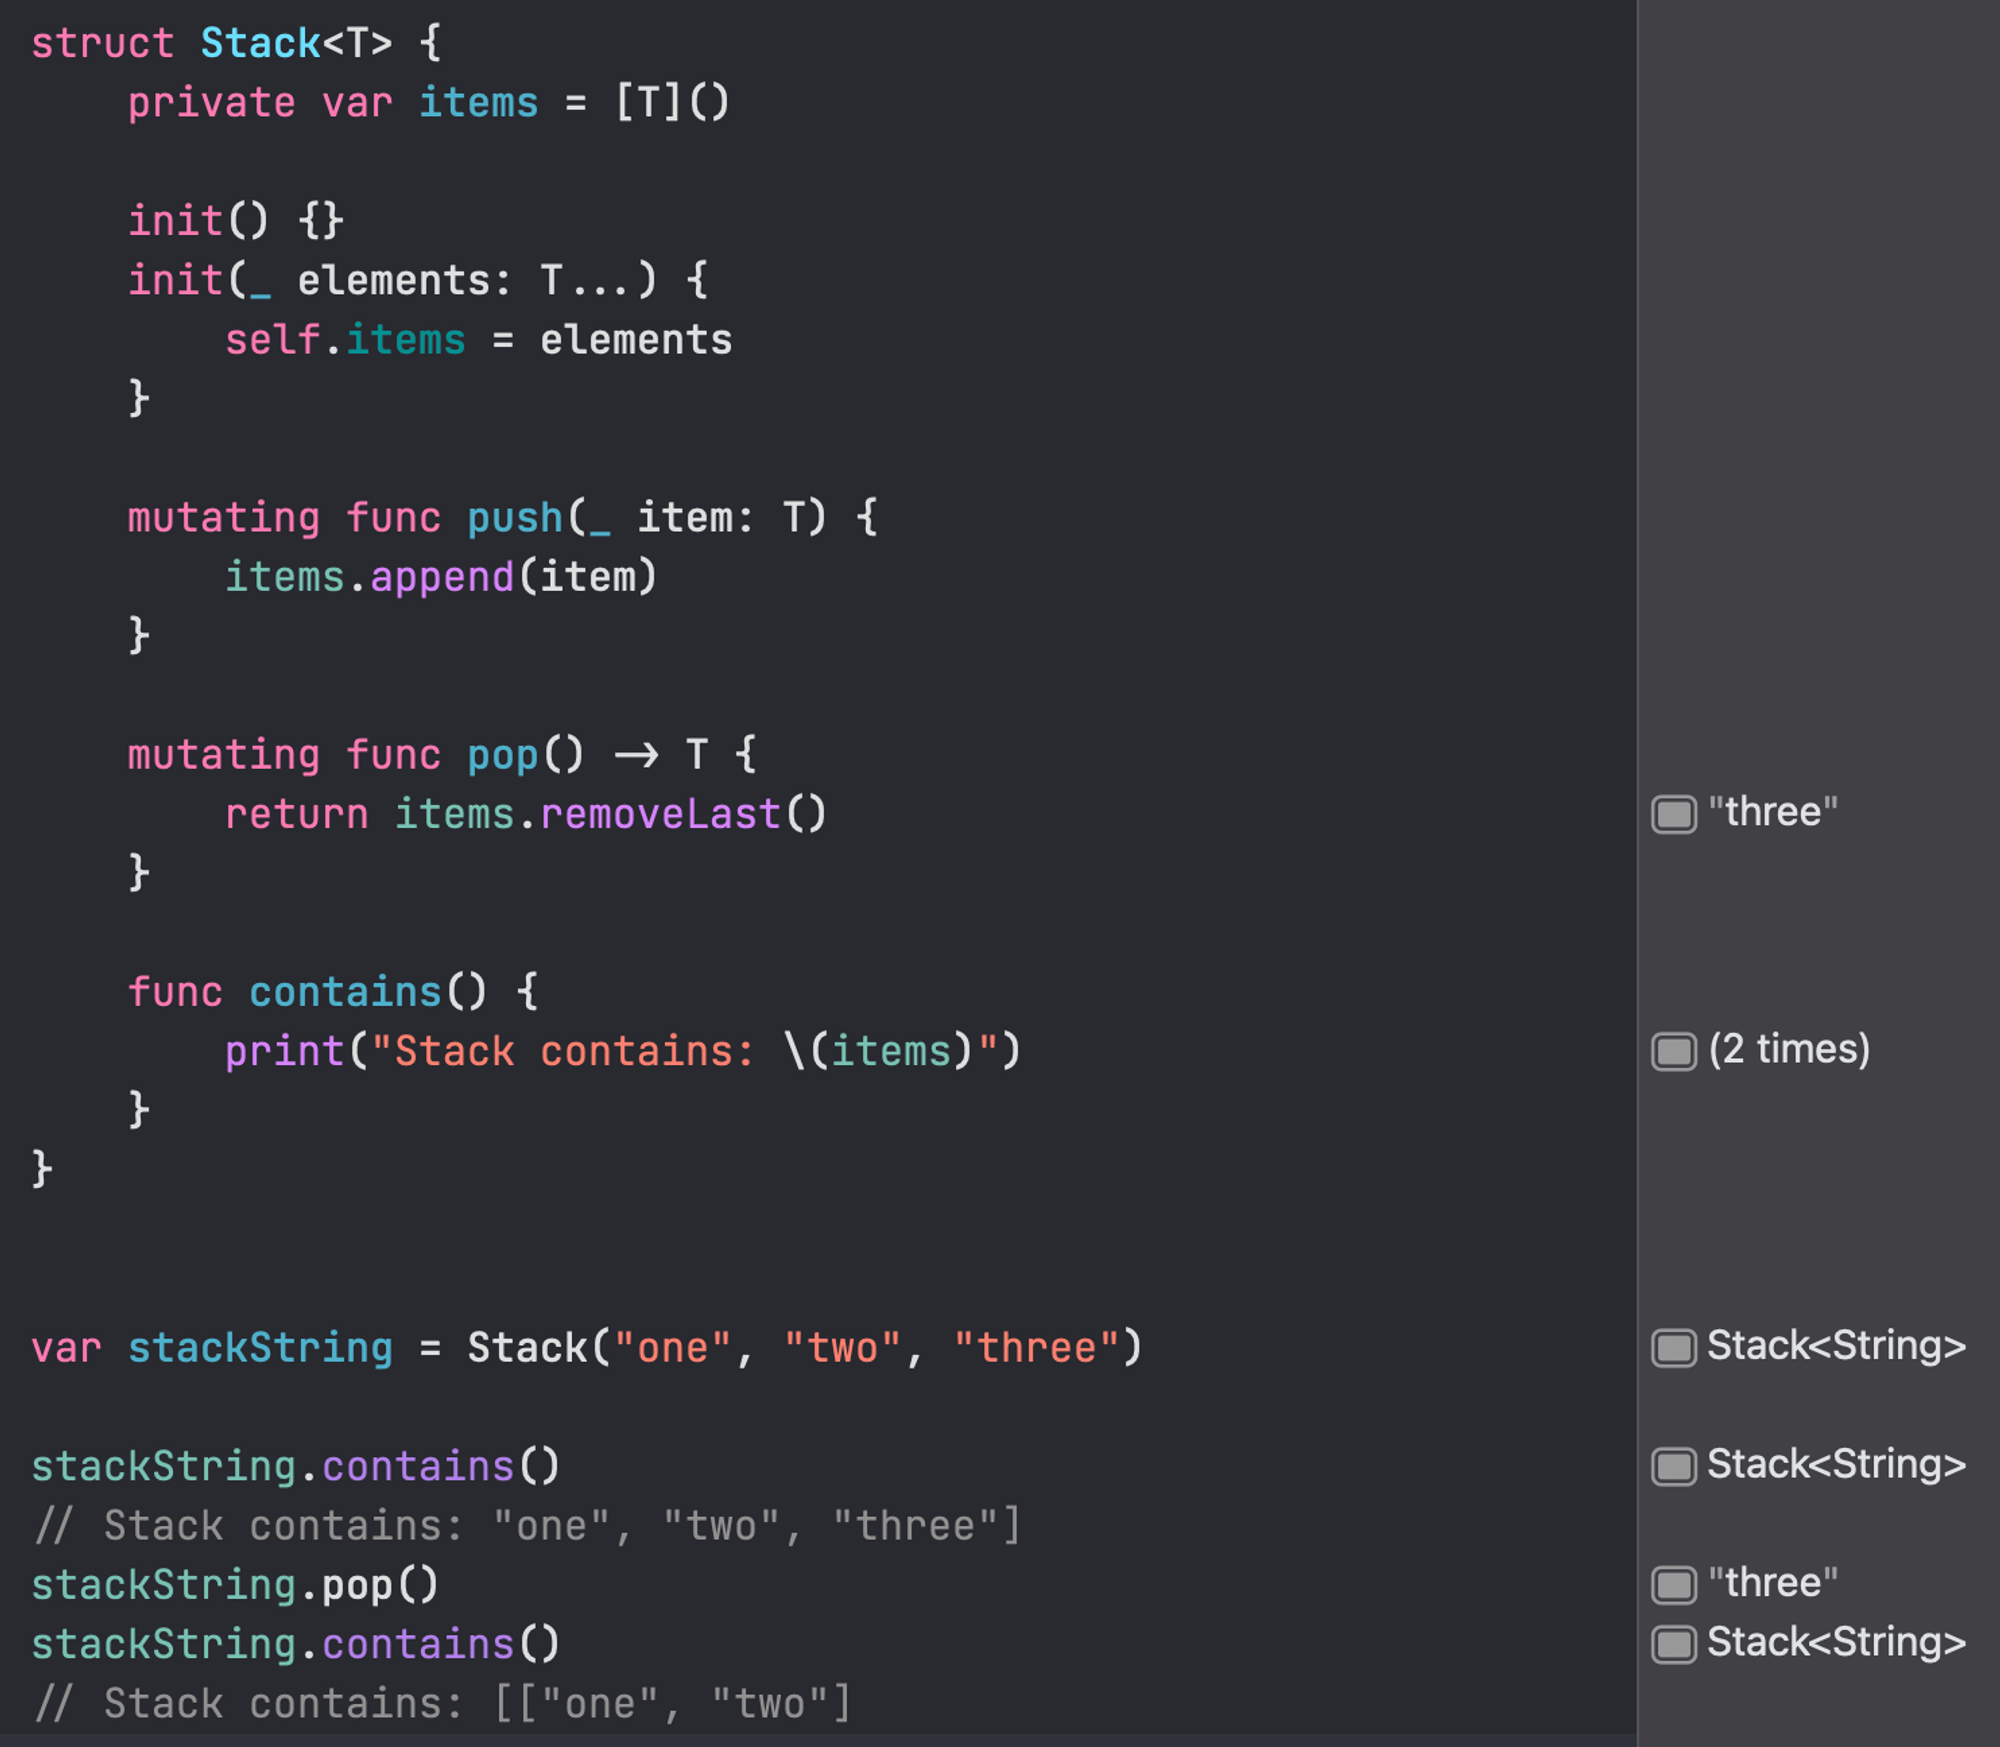 struct Stack<T> {
    private var items = [T]()

    init() {}
    init(_ elements: T...) {
        self.items = elements
    }

    mutating func push(_ item: T) {
        items.append(item)
    }

    mutating func pop() -> T {
        return items.removeLast() "three"
    }

    func contains() {
        print("Stack contains: \(items)") (2 times)
    }
}

var stackString = Stack("one", "two", "three") Stack<String>

stackString.contains() Stack<String>
// Stack contains: "one", "two", "three"]
stackString.pop() "three"
stackString.contains() Stack<String>
// Stack contains: [["one", "two"]